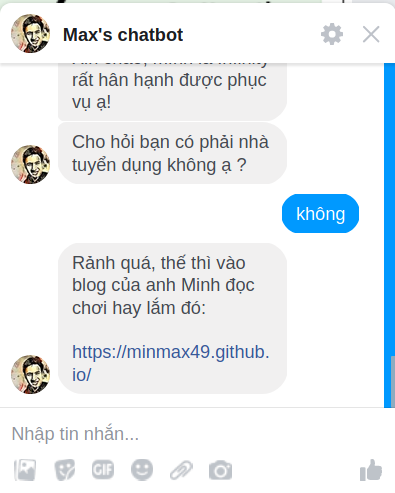 Max's chatbot
rất hân hạnh được phục
vụ ạ!
Cho hỏi bạn có phải nhà
tuyển dụng không ạ ?
không
Rảnh quá, thế thì vào
blog của anh Minh đọc
chơi hay lắm đó:
https://minmax49.github.
io/
Nhập tin nhắn...
GIF